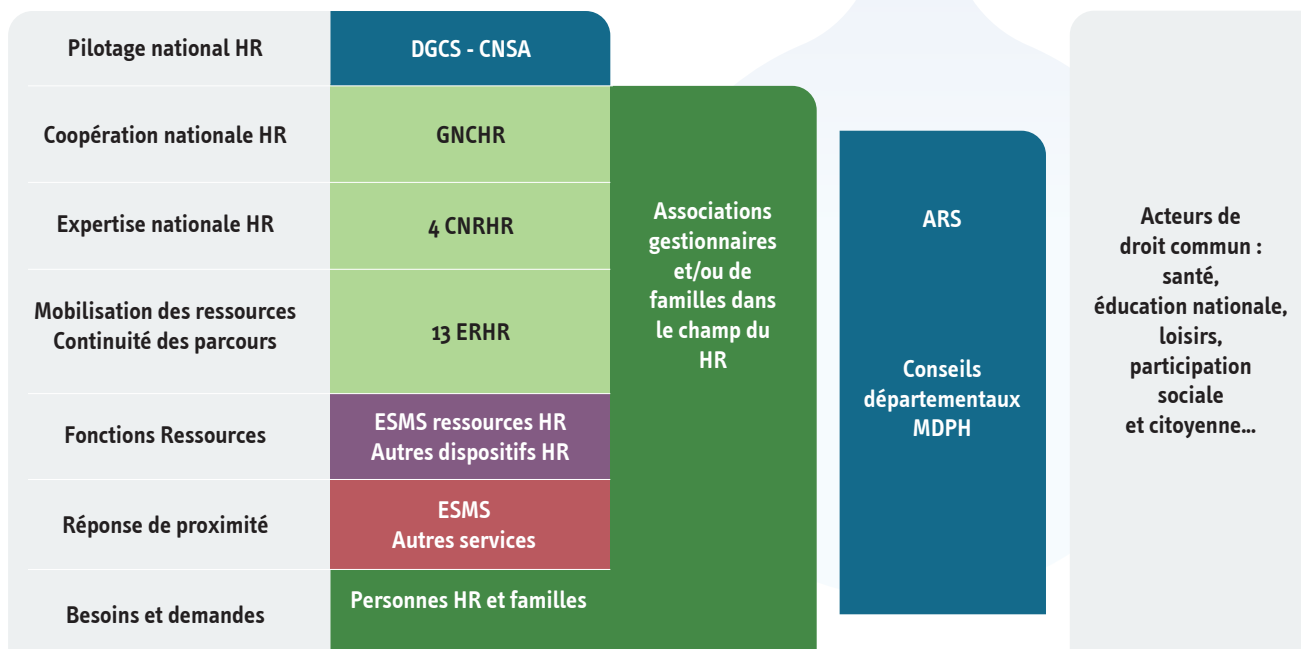 Pilotage national HR
DGCS - CNSA
Coopération nationale HR
GNCHR
Expertise nationale HR
4 CNRHR
Mobilisation des ressources
Continuité des parcours
13 ERHR
Fonctions Ressources
ESMS ressources HR
Autres dispositifs HR
Réponse de proximité
ESMS
Autres services
Besoins et demandes
Personnes HR et familles
Associations
gestionnaires
et/ou de
familles dans
le champ du
HR
ARS
Conseils
départementaux
MDPH
Acteurs de
droit commun :
santé,
éducation nationale,
loisirs,
participation
sociale
et citoyenne...